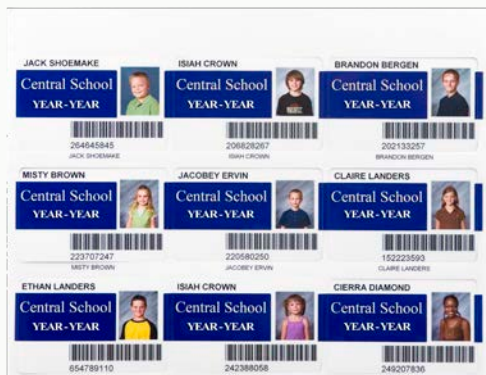 JACK SHOEMAKE
Central School
YEAR-YEAR
264645845
JACK SHOEMAKE
ISIAH CROWN
Central School
YEAR-YEAR
206828267
ISIAH CROWN
BRANDON BERGEN
Central School
YEAR-YEAR
202133257
BRANDON BERGEN
MISTY BROWN
Central School
YEAR-YEAR
223707247
MISTY BROWN
JACOBEY ERVIN
Central School
YEAR-YEAR
220580250
JACOBEY ERVIN
CLAIRE LANDERS
Central School
YEAR-YEAR
152223593
CLAIRE LANDERS
ETHAN LANDERS
Central School
YEAR-YEAR
654789110
ISIAH CROWN
Central School
YEAR-YEAR
242388058
CIERRA DIAMOND
Central School
YEAR-YEAR
249207836